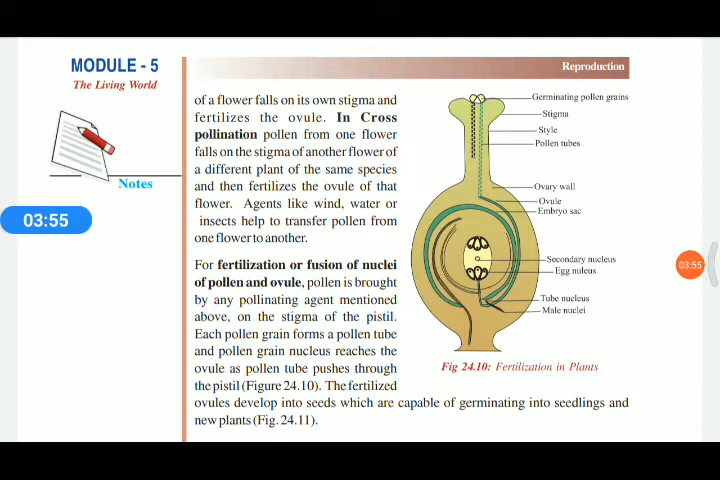 MODULE - 5
The Living World
Notes
03:55
Reproduction
of a flower falls on its own stigma and
fertilizes the ovule. In Cross
pollination pollen from one flower
falls on the stigma of another flower of
a different plant of the same species
and then fertilizes the ovule of that
flower. Agents like wind, water or
insects help to transfer pollen from
one flower to another.
For fertilization or fusion of nuclei
of pollen and ovule, pollen is brought
by any pollinating agent mentioned
above, on the stigma of the pistil.
Each pollen grain forms a pollen tube
and pollen grain nucleus reaches the
ovule as pollen tube pushes through
the pistil (Figure 24.10). The fertilized
ovules develop into seeds which are capable of germinating into seedlings and
new plants (Fig. 24.11).
Germinating pollen grains
Stigma
Style
Pollen tubes
Ovary wall
Ovule
Embryo sac
Secondary nucleus
Egg nuleus
Tube nucleus
Male nuclei
Fig 24.10: Fertilization in Plants
03:55